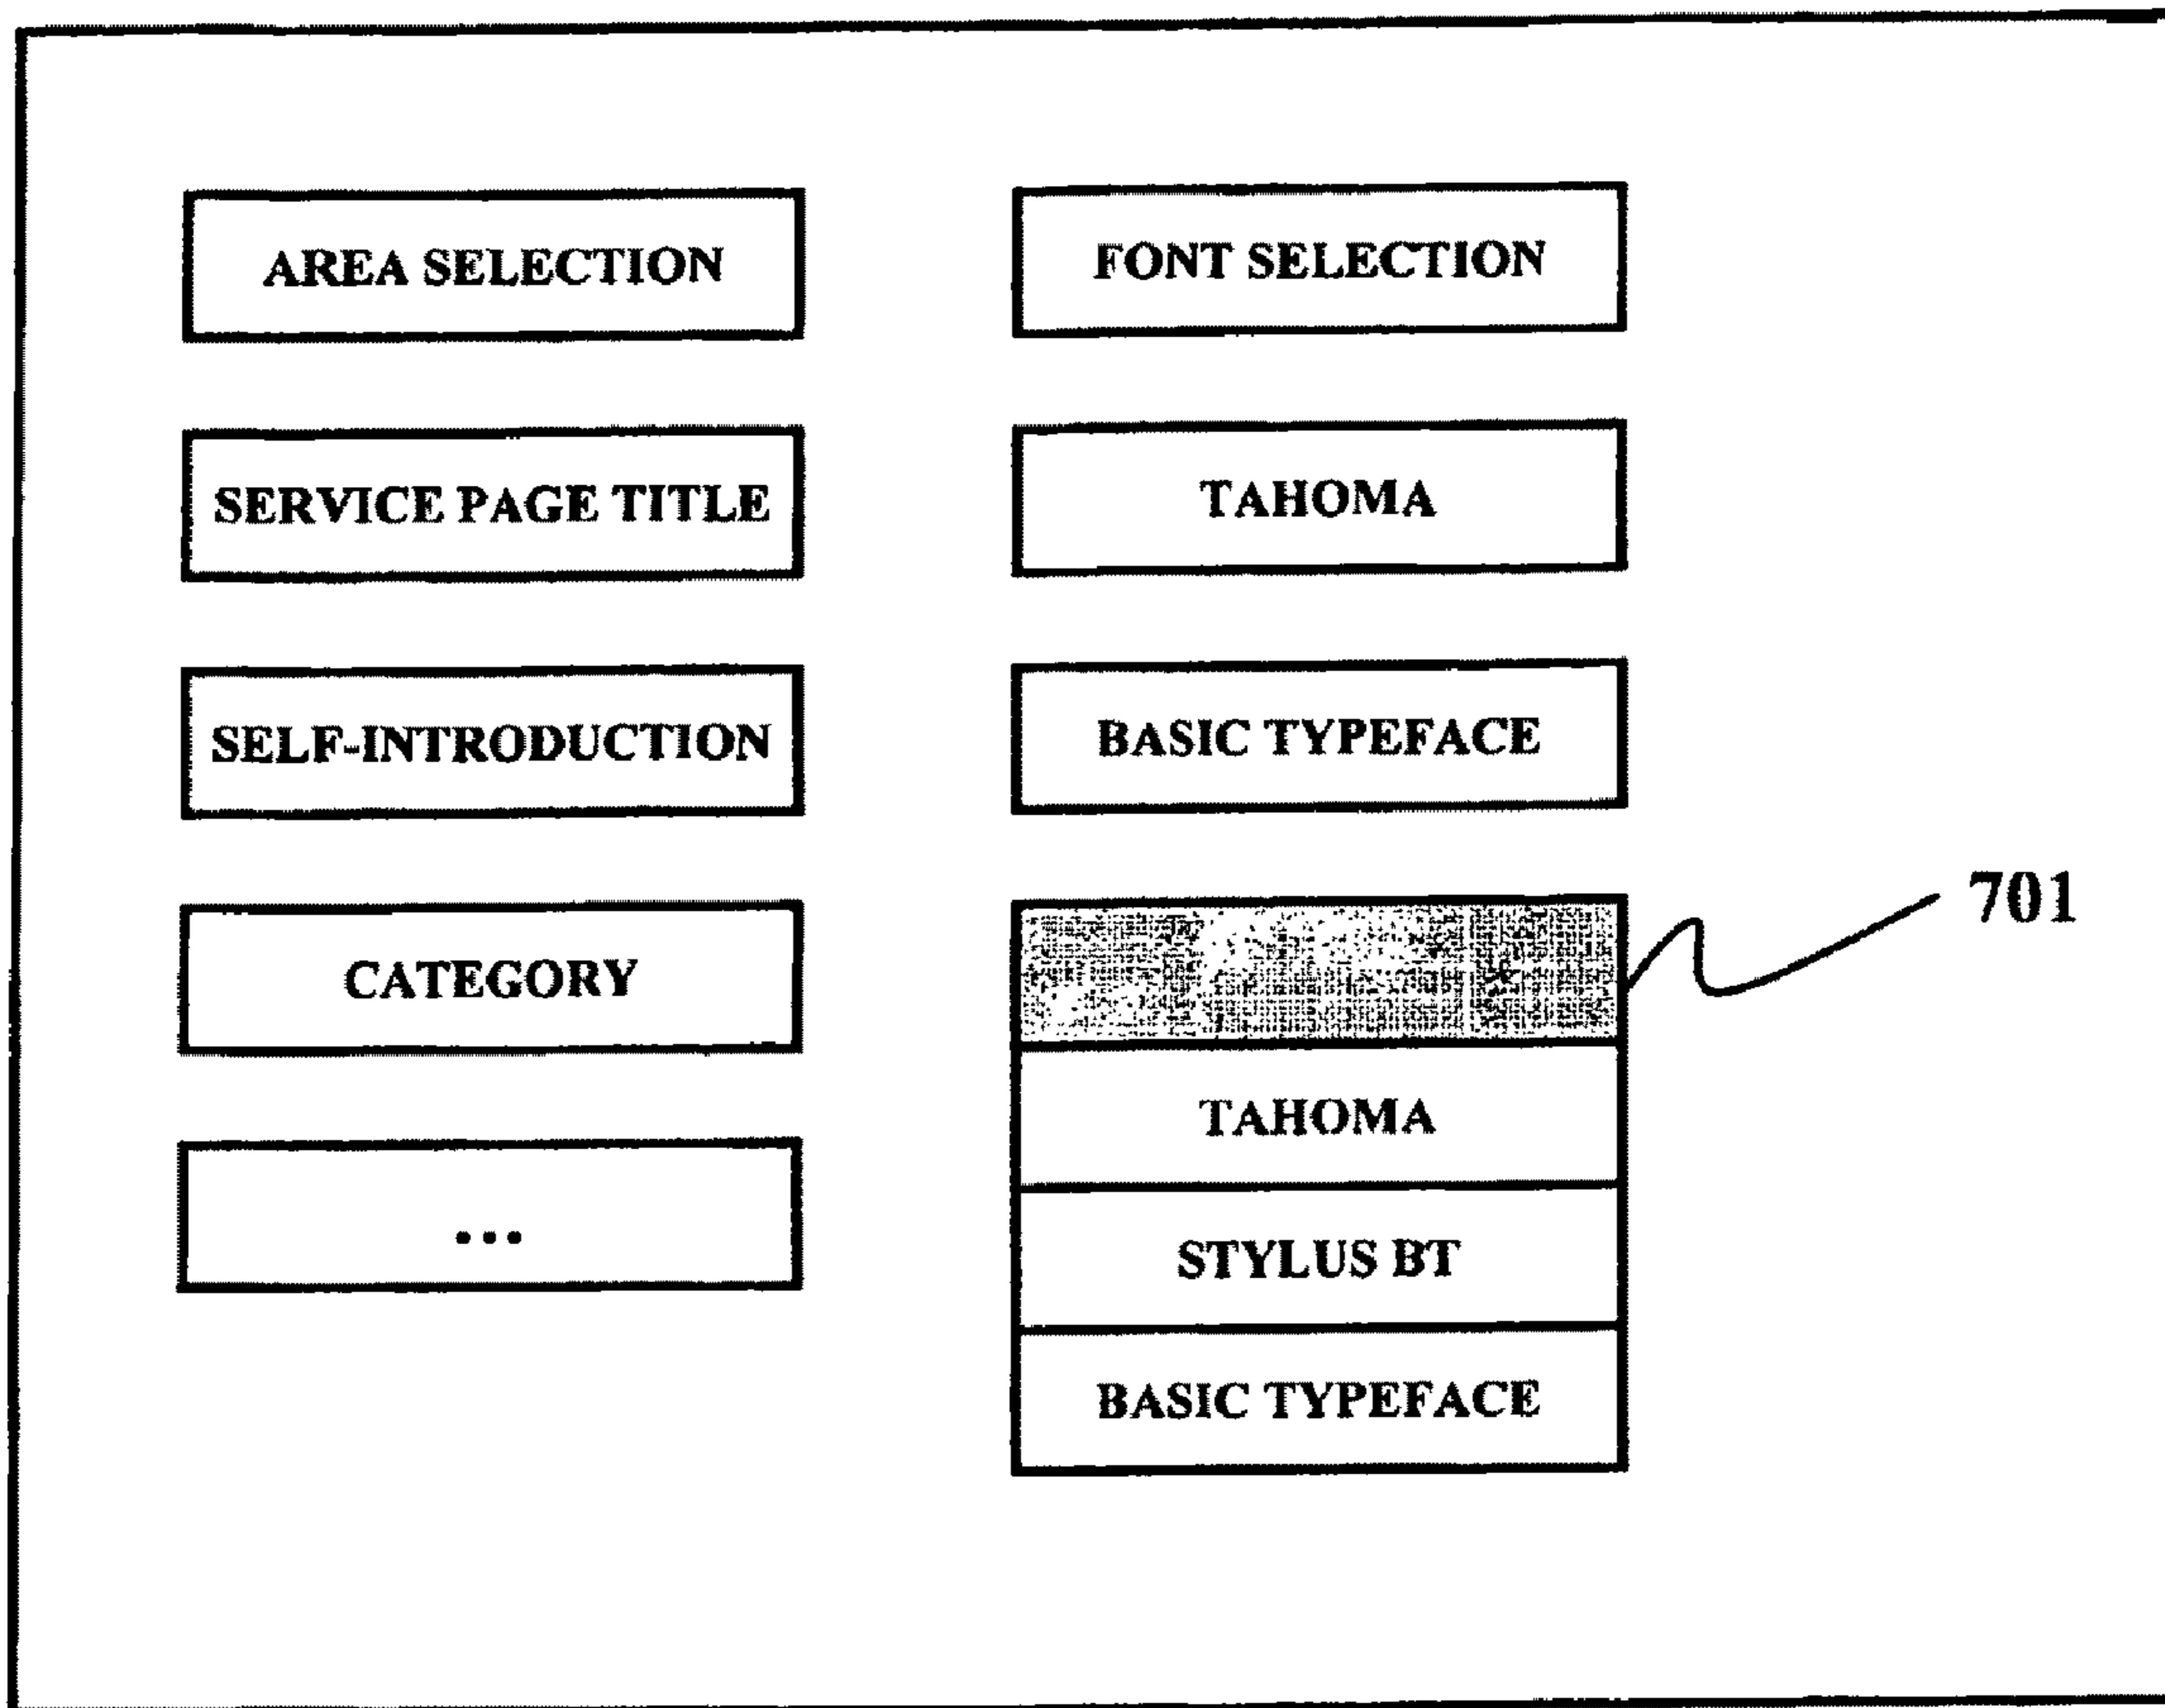 AREA SELECTION
FONT SELECTION
SERVICE PAGE TITLE
TAHOMA
SELF-INTRODUCTION
BASIC TYPEFACE
CATEGORY
701
TAHOMA
...
STYLUS BT
BASIC TYPEFACE